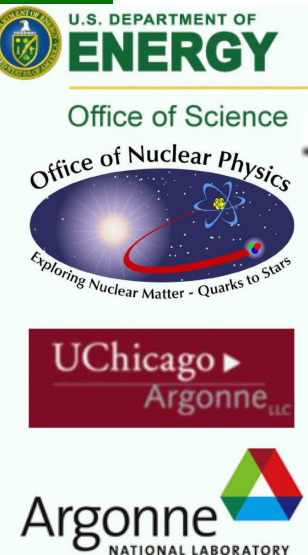 U.S. DEPARTMENT OF
ENERGY
Office of Science
Office of Nuclear Physics
Exploring Nuclear Matter - Quarks to Stars
UChicago ▸
Argonne LLC
Argonne
NATIONAL LABORATORY